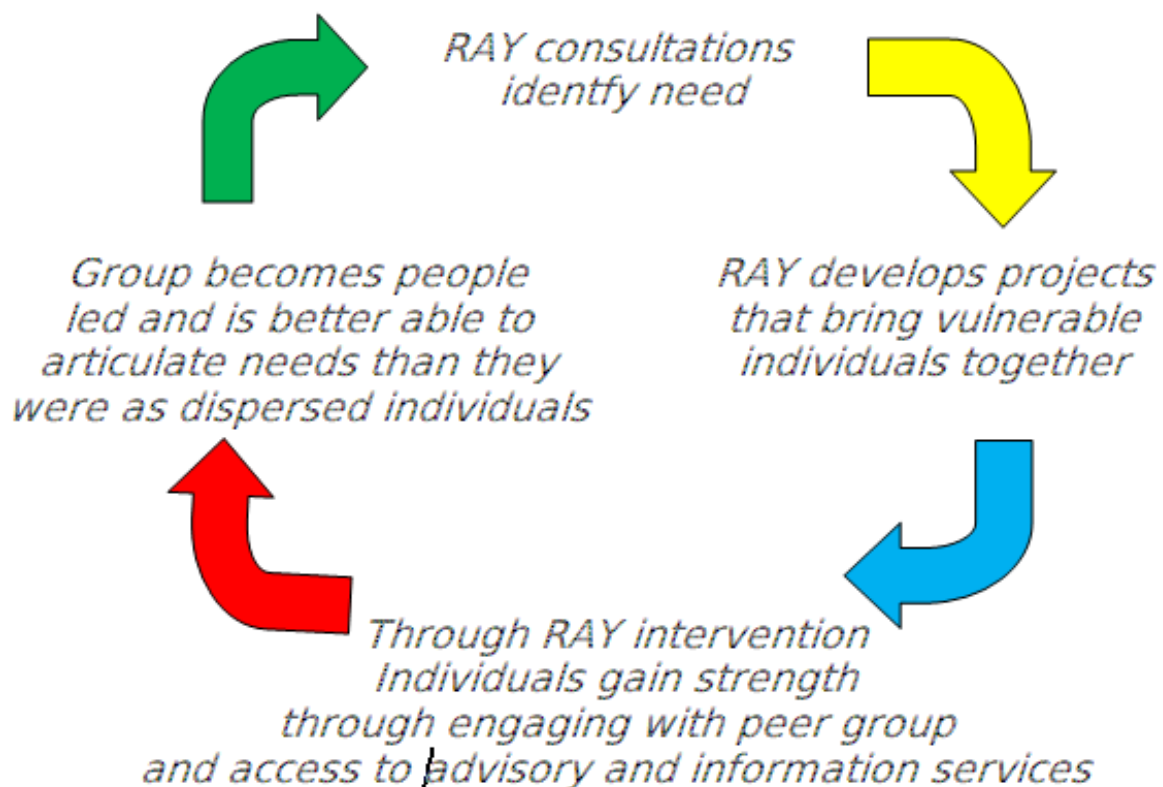 RAY consultations
identfy need
RAY develops projects
that bring vulnerable
individuals together
Through RAY intervention
Individuals gain strength
through engaging with peer group
and access to advisory and information services
Group becomes people
led and is better able to
articulate needs than they
were as dispersed individuals